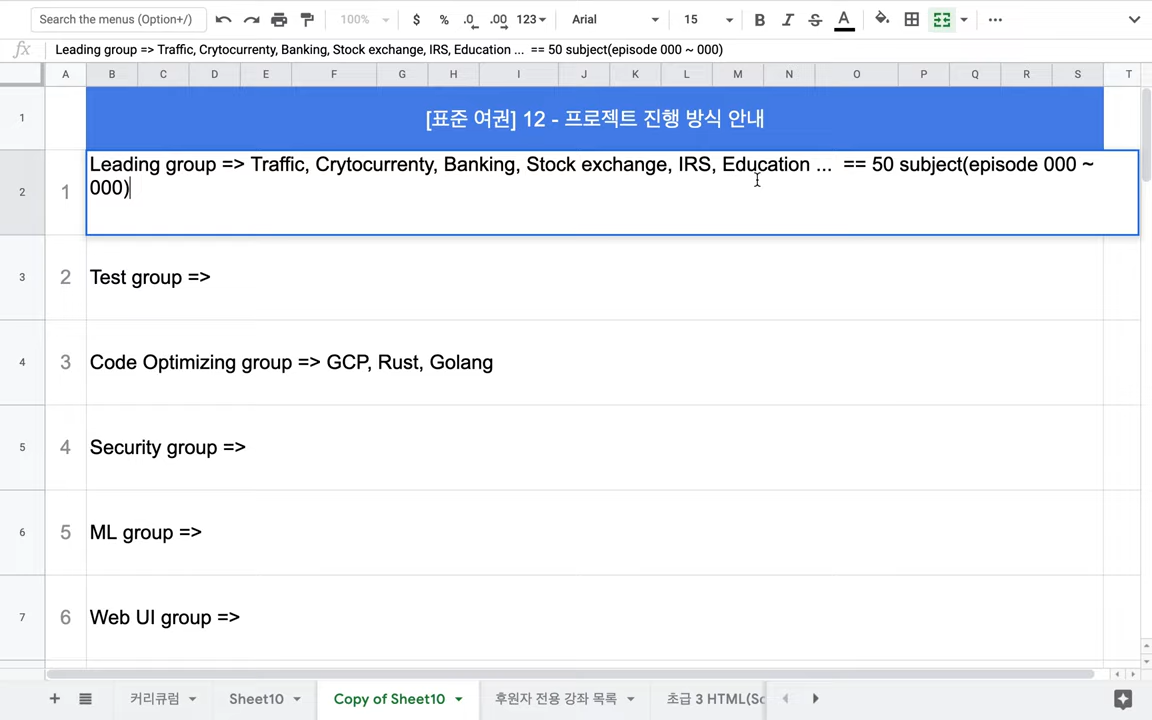 Search the menus (Option+/)
100%
$
%
.0
.00
123
Arial
15
B
I
S
A
fx
Leading group => Traffic, Crytocurrenty, Banking, Stock exchange, IRS, Education ... == 50 subject(episode 000 ~ 000)
A B C D E F G H I J K L M N O P Q R S T
1
[표준 여권] 12 - 프로젝트 진행 방식 안내
2
1
Leading group => Traffic, Crytocurrenty, Banking, Stock exchange, IRS, Education ... == 50 subject(episode 000 ~
000)
3
2
Test group =>
4
3
Code Optimizing group => GCP, Rust, Golang
5
4
Security group =>
6
5
ML group =>
7
6
Web UI group =>
커리큘럼
Sheet10
Copy of Sheet10
후원자 전용 강좌 목록
초급 3 HTML(Sc